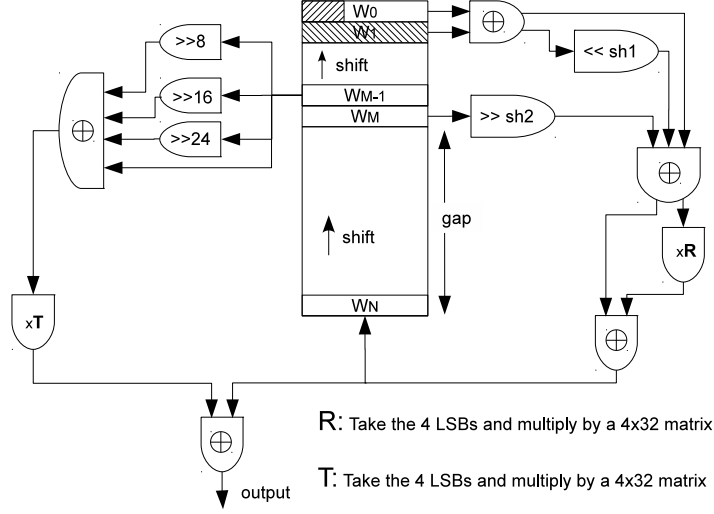 W0
W1
>>8
<< sh1
shift
WM-1
>>16
WM
>> sh2
>>24
gap
shift
xR
WN
xT
R: Take the 4 LSBs and multiply by a 4x32 matrix
T: Take the 4 LSBs and multiply by a 4x32 matrix
output